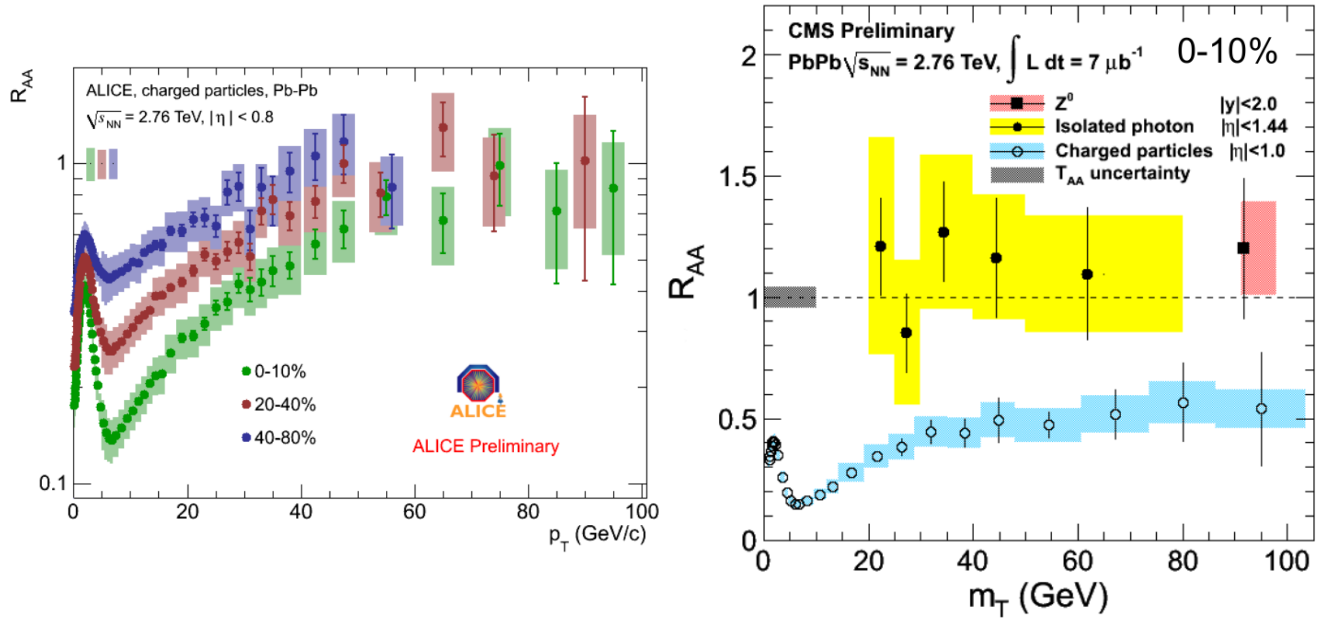 R_AA
ALICE, charged particles, Pb-Pb
√s_NN = 2.76 TeV, | η | < 0.8
1
0.1
0-10%
20-40%
40-80%
ALICE
ALICE Preliminary
0 20 40 60 80 100
p_T (GeV/c)
CMS Preliminary
PbPb √s_NN = 2.76 TeV, ∫ L dt = 7 μb⁻¹
0-10%
Z⁰ |y|<2.0
Isolated photon |η|<1.44
Charged particles |η|<1.0
T_AA uncertainty
R_AA
2
1.5
1
0.5
0
0 20 40 60 80 100
m_T (GeV)